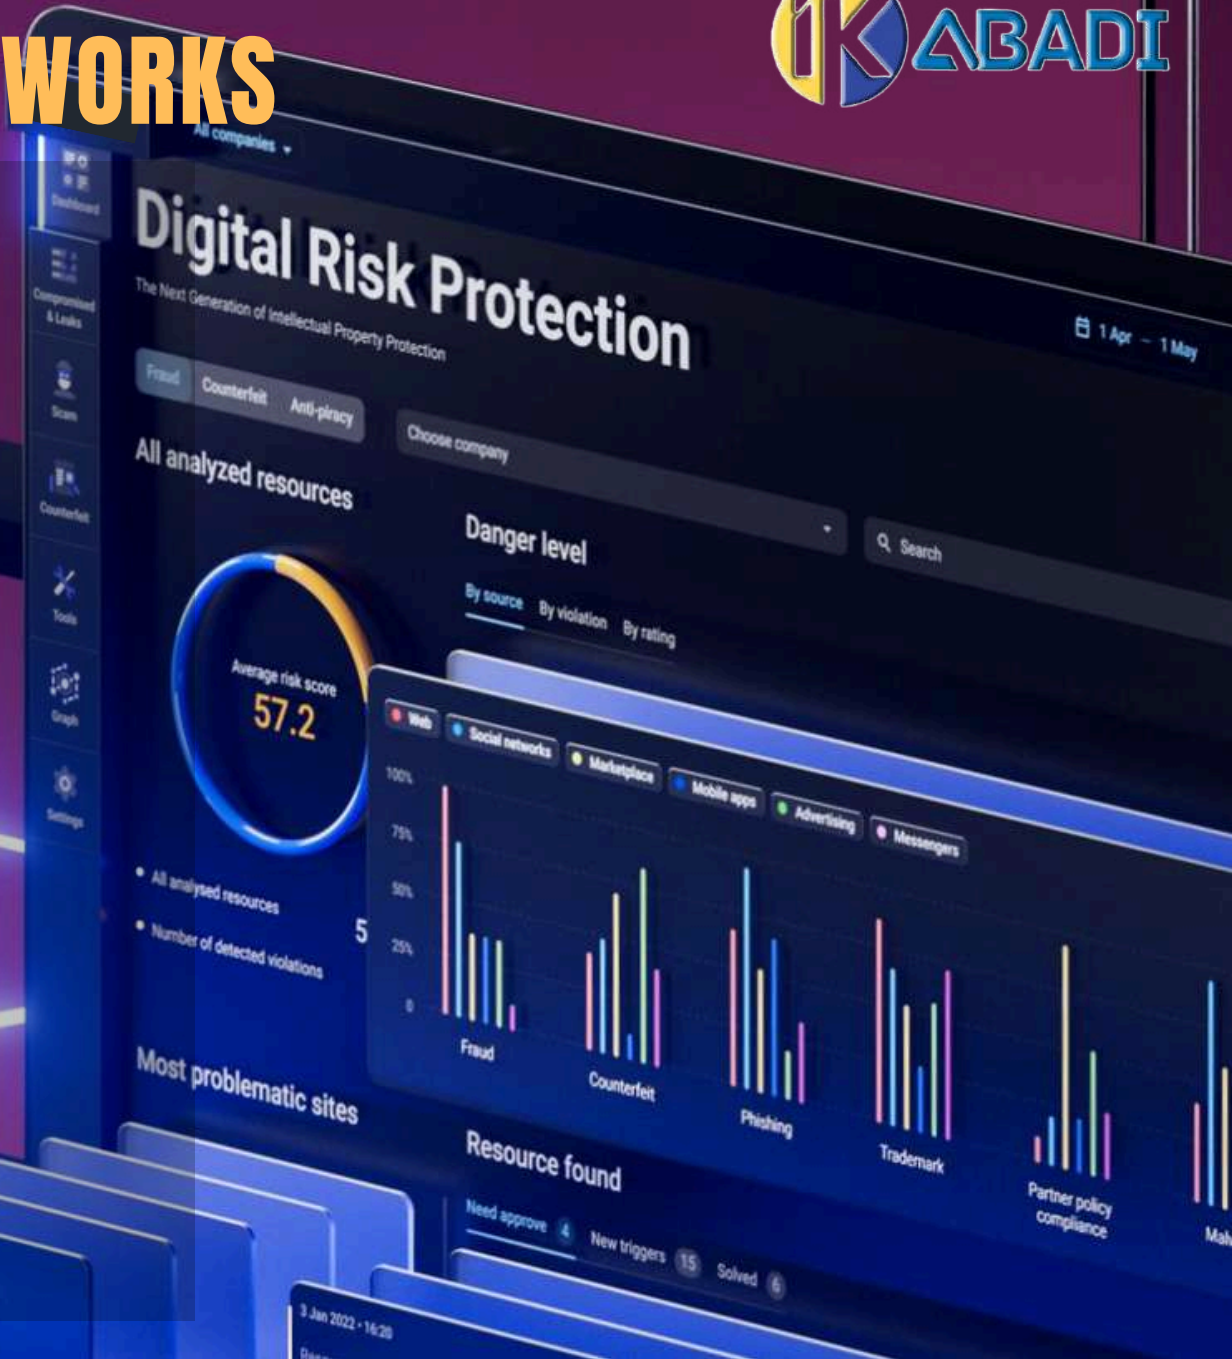 WORKS
1K ABADI
All companies
Dashboard
Digital Risk Protection
The Next Generation of Intellectual Property Protection
1 Apr – 1 May
Compromised
& Leaks
Scam
Counterfeit
Tools
Graph
Settings
Fraud Counterfeit Anti-piracy
Choose company
Search
All analyzed resources
Average risk score
57.2
All analysed resources
5
Number of detected violations
Danger level
By source By violation By rating
Web Social networks Marketplace Mobile apps Advertising Messengers
100%
75%
50%
25%
0
Fraud
Counterfeit
Phishing
Trademark
Partner policy
compliance
Most problematic sites
Resource found
Need approve 4 New triggers 15 Solved 6
3 Jan 2022 • 16:20